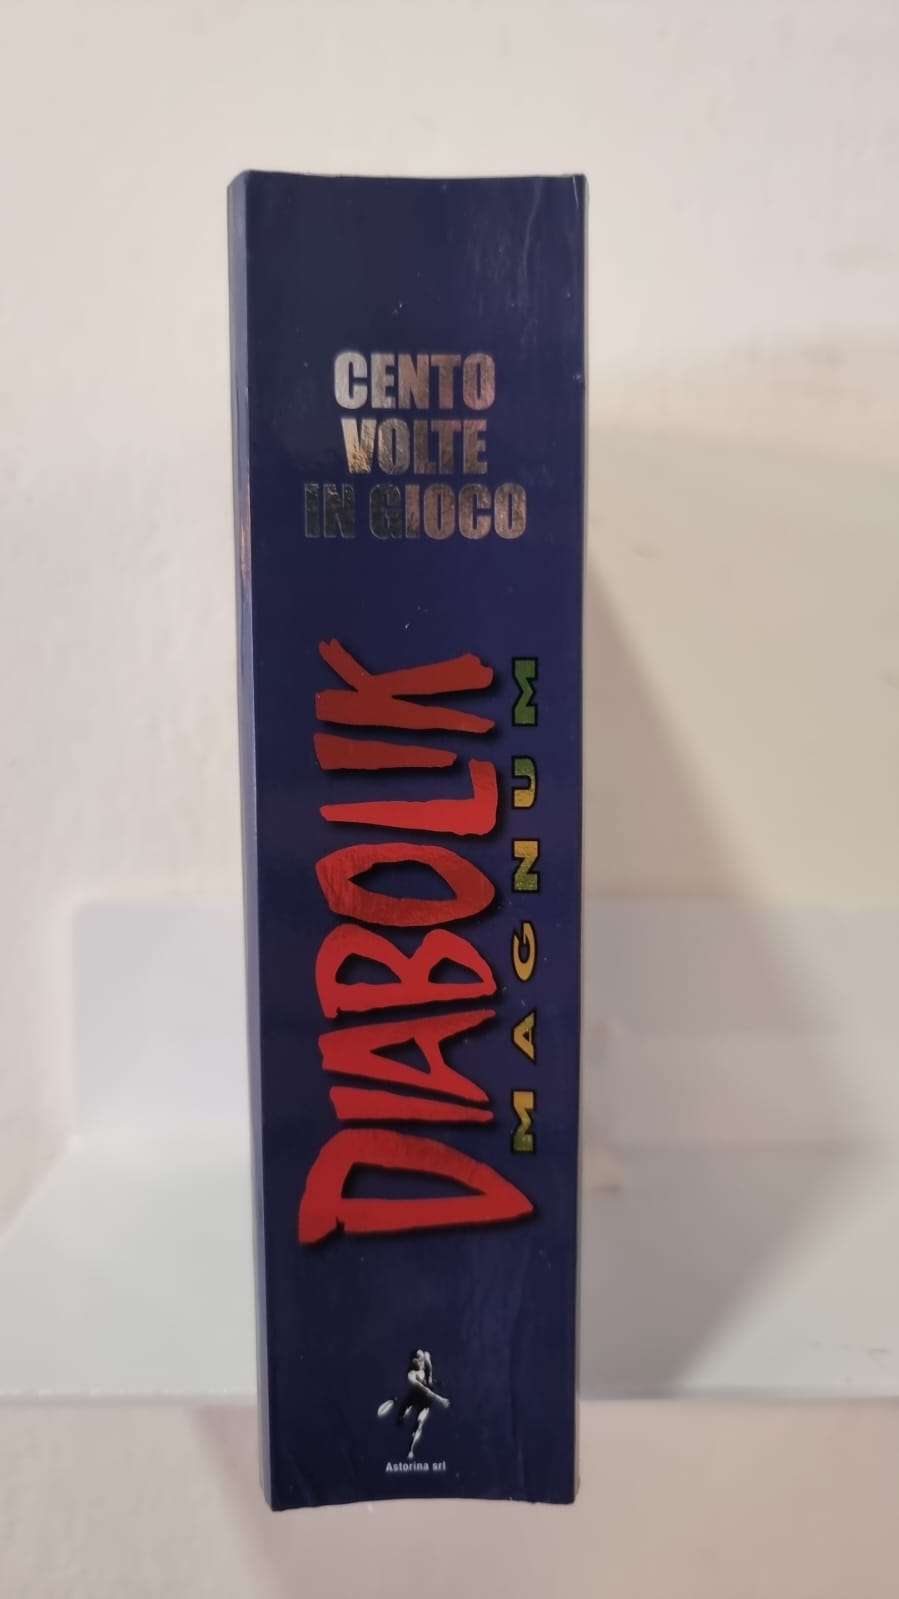 CENTO
VOLTE
IN GIOCO
DIABOLIK
MAGNUM
Astorina srl